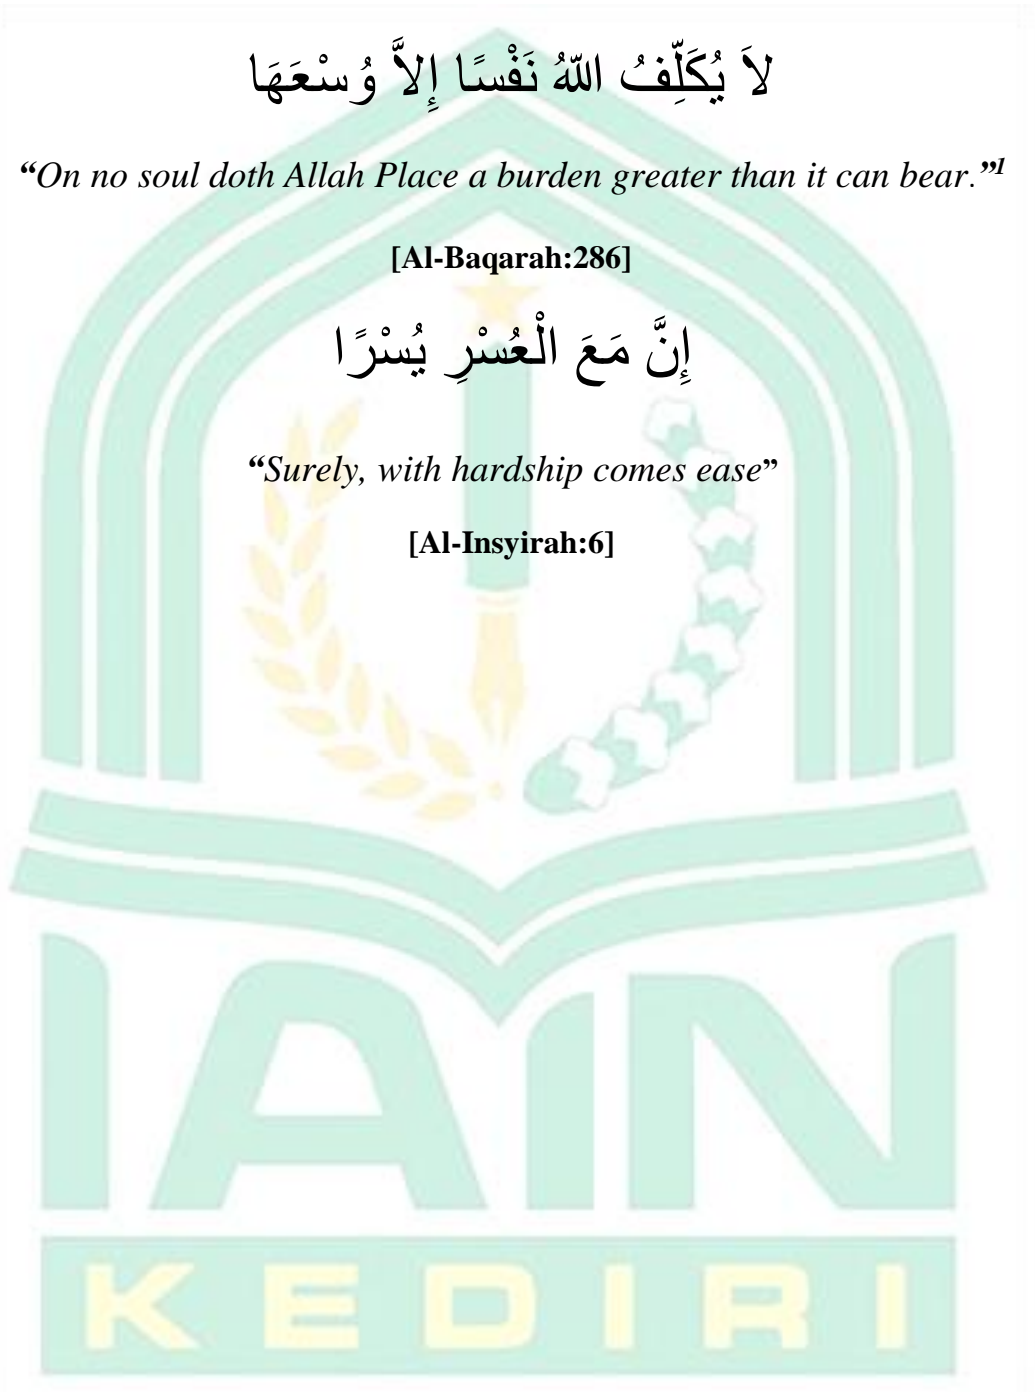 لاَ يُكَلِّفُ اللّهُ نَفْسًا إِلاَّ وُسْعَهَا
“On no soul doth Allah Place a burden greater than it can bear.”1
[Al-Baqarah:286]
إِنَّ مَعَ الْعُسْرِ يُسْرًا
“Surely, with hardship comes ease”
[Al-Insyirah:6]
IAIN
KEDIRI